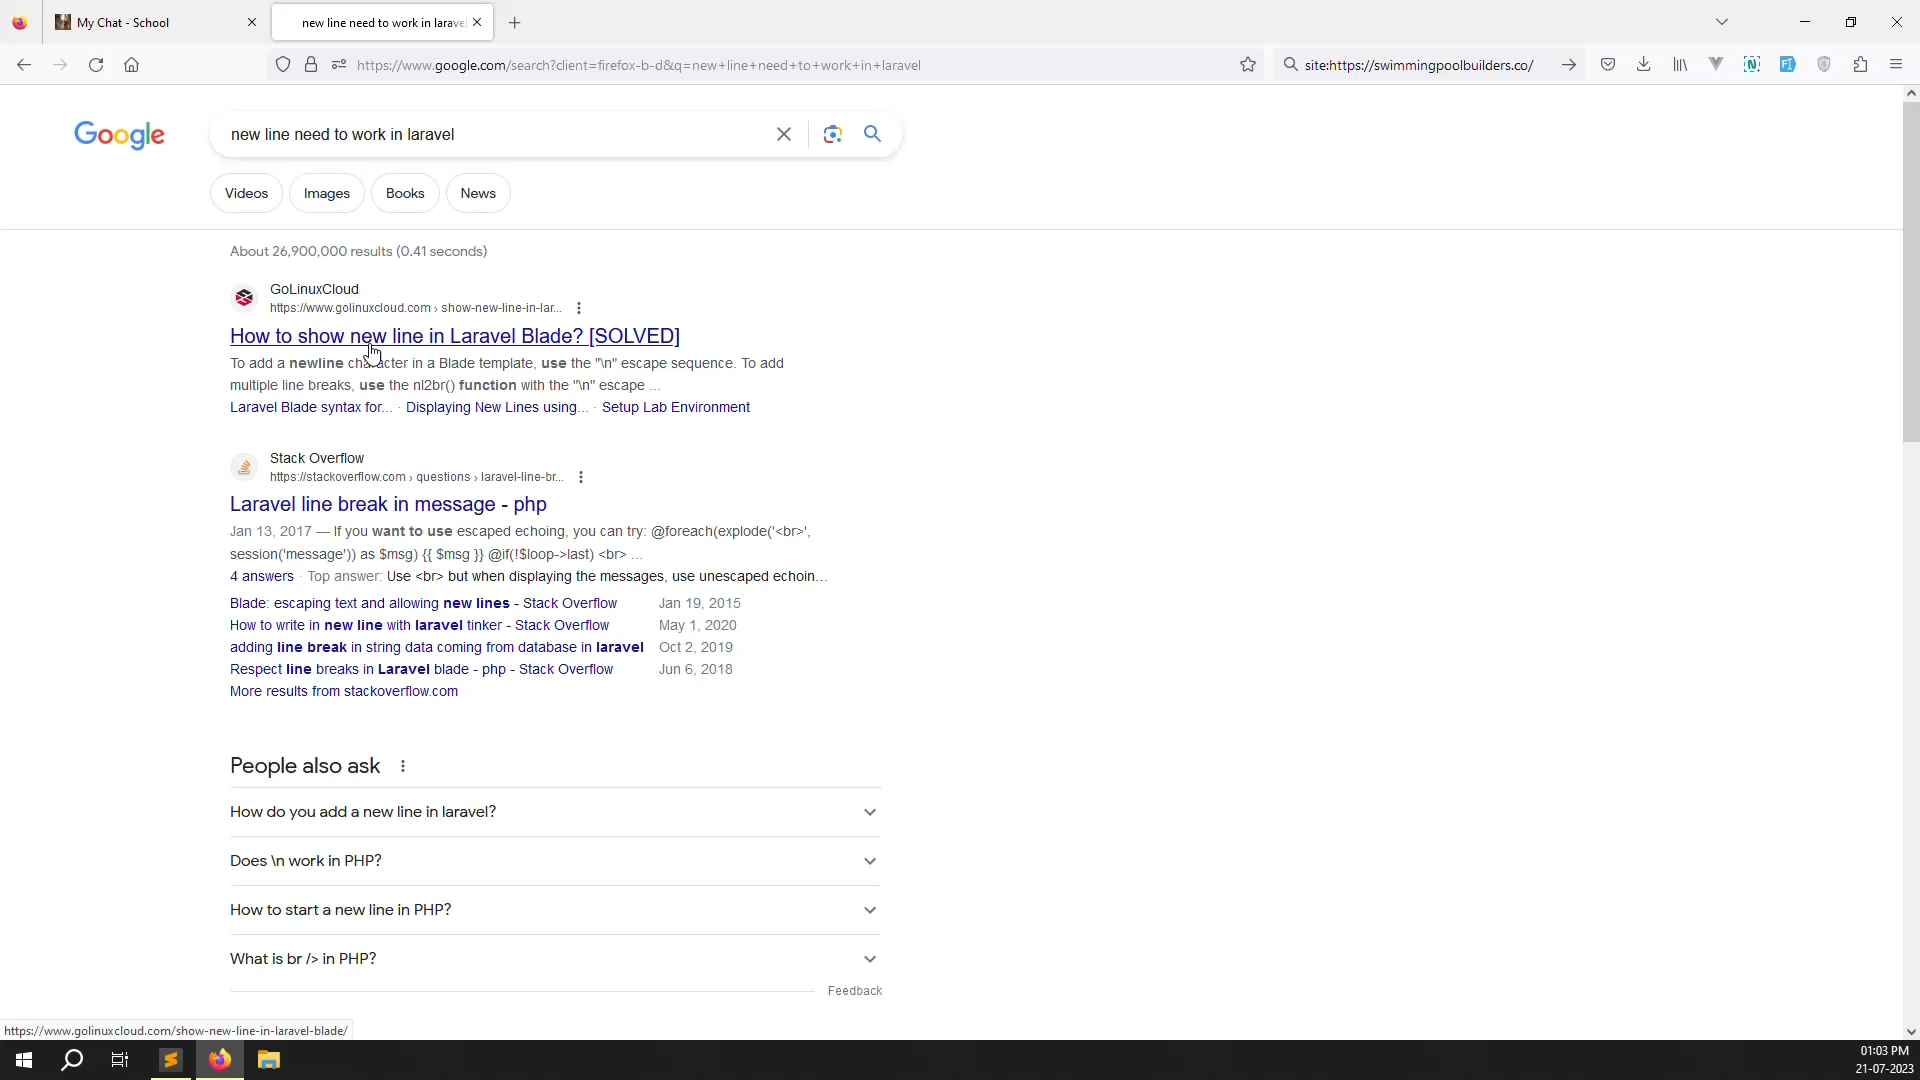 My Chat - School
new line need to work in larave
https://www.google.com/search?client=firefox-b-d&q=new+line+need+to+work+in+laravel
site:https://swimmingpoolbuilders.co/
Google
new line need to work in laravel
Videos
Images
Books
News
About 26,900,000 results (0.41 seconds)
GoLinuxCloud
https://www.golinuxcloud.com › show-new-line-in-lar...
How to show new line in Laravel Blade? [SOLVED]
To add a newline character in a Blade template, use the "\n" escape sequence. To add
multiple line breaks, use the nl2br() function with the "\n" escape ...
Laravel Blade syntax for... · Displaying New Lines using... · Setup Lab Environment
Stack Overflow
https://stackoverflow.com › questions › laravel-line-br...
Laravel line break in message - php
Jan 13, 2017 — If you want to use escaped echoing, you can try: @foreach(explode('<br>',
session('message')) as $msg) {{ $msg }} @if(!$loop->last) <br> ...
4 answers · Top answer: Use <br> but when displaying the messages, use unescaped echoin...
Blade: escaping text and allowing new lines - Stack Overflow Jan 19, 2015
How to write in new line with laravel tinker - Stack Overflow May 1, 2020
adding line break in string data coming from database in laravel Oct 2, 2019
Respect line breaks in Laravel blade - php - Stack Overflow Jun 6, 2018
More results from stackoverflow.com
People also ask
How do you add a new line in laravel?
Does \n work in PHP?
How to start a new line in PHP?
What is br /> in PHP?
Feedback
https://www.golinuxcloud.com/show-new-line-in-laravel-blade/
01:03 PM
21-07-2023